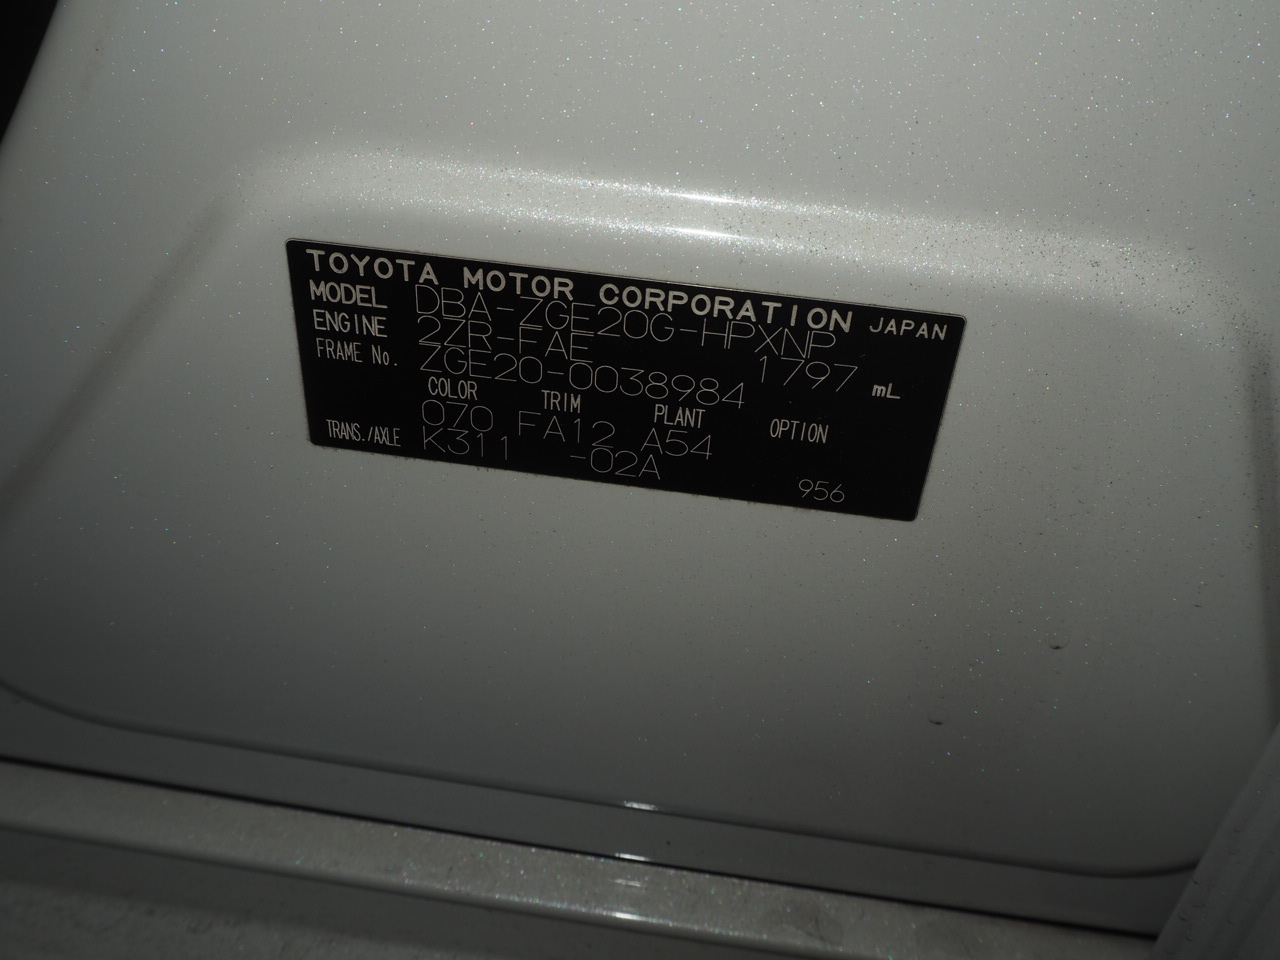 TOYOTA MOTOR CORPORATION JAPAN
MODEL DBA-ZGE20G-HPXNP
ENGINE 2ZR-FAE 1797 mL
FRAME No. ZGE20-0038984
COLOR TRIM PLANT OPTION
070 FA12 A54
TRANS./AXLE K311 -02A
956